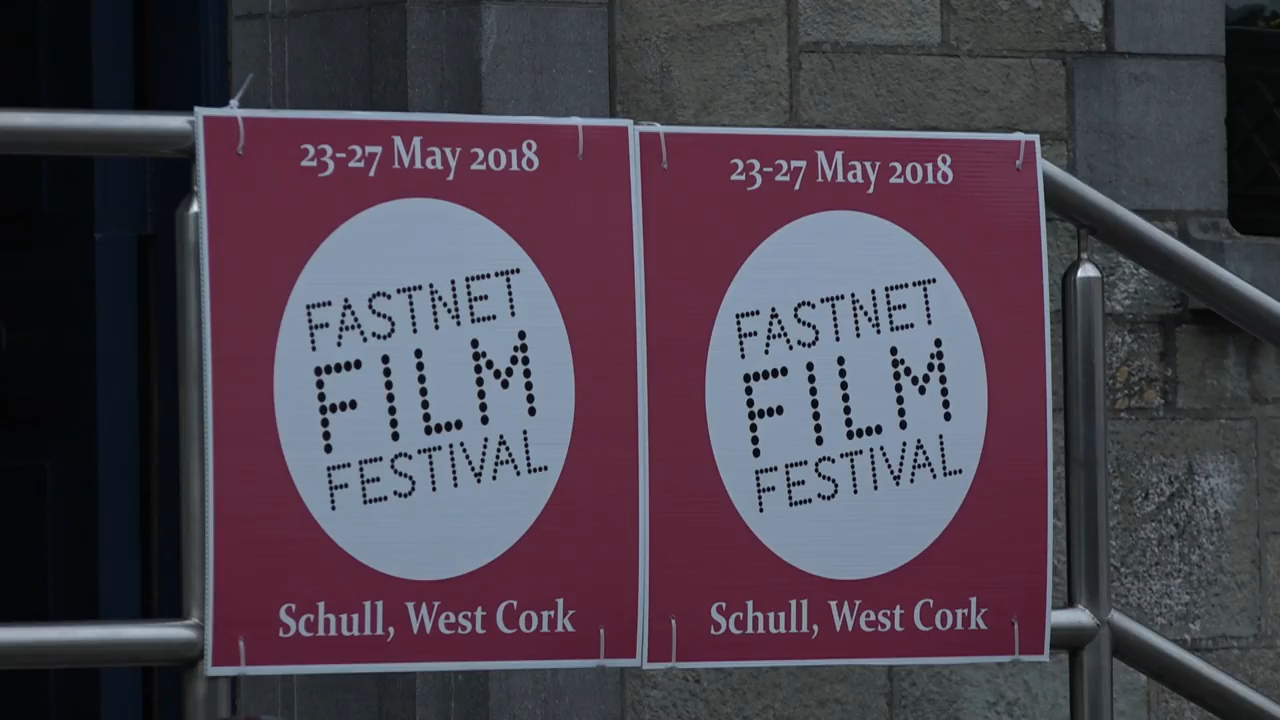 23-27 May 2018
FASTNET
FILM
FESTIVAL
Schull, West Cork
23-27 May 2018
FASTNET
FILM
FESTIVAL
Schull, West Cork